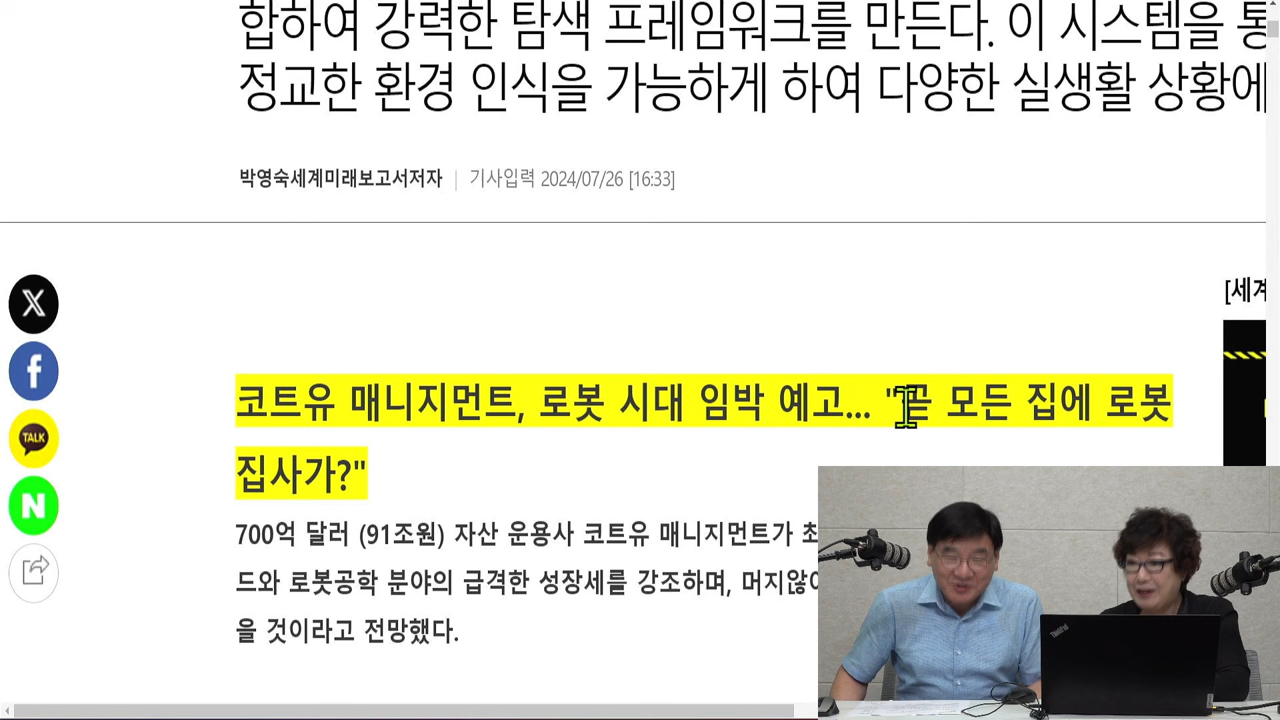 합하여 강력한 탐색 프레임워크를 만든다. 이 시스템을 통
정교한 환경 인식을 가능하게 하여 다양한 실생활 상황에
박영숙세계미래보고서저자 | 기사입력 2024/07/26 [16:33]
[세계
코트유 매니지먼트, 로봇 시대 임박 예고... "곧 모든 집에 로봇
집사가?"
TALK
N
700억 달러 (91조원) 자산 운용사 코트유 매니지먼트가 최
드와 로봇공학 분야의 급격한 성장세를 강조하며, 머지않아
을 것이라고 전망했다.
ThinkPad